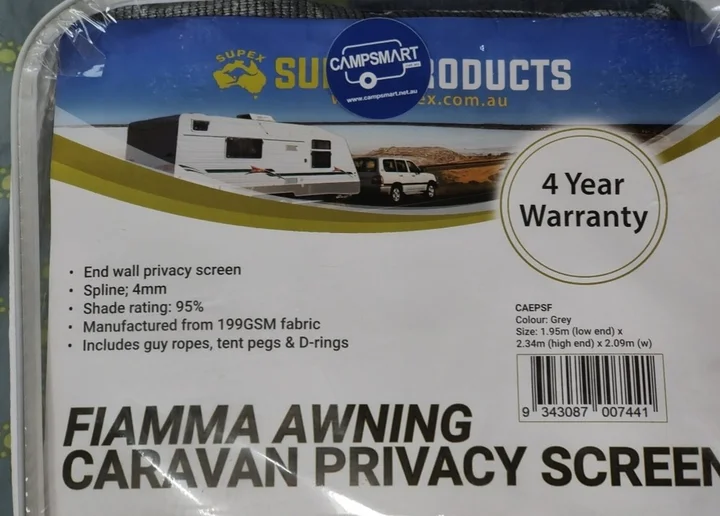 SUPEX
SU
PRODUCTS
CAMPSMART
www.campsmart.net.au
ex.com.au
4 Year
Warranty
• End wall privacy screen
• Spline; 4mm
• Shade rating: 95%
• Manufactured from 199GSM fabric
• Includes guy ropes, tent pegs & D-rings
CAEPSF
Colour: Grey
Size: 1.95m (low end) x
2.34m (high end) x 2.09m (w)
9 343087 007441
FIAMMA AWNING
CARAVAN PRIVACY SCREEN